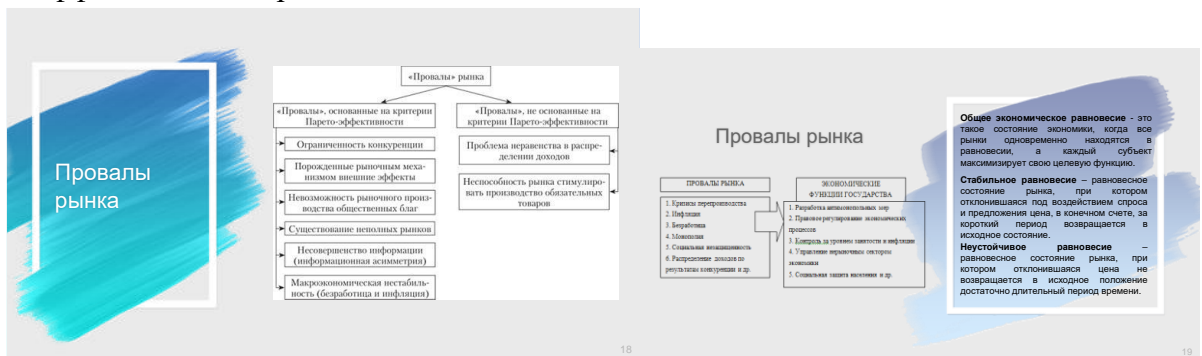 Провалы
рынка
«Провалы» рынка
«Провалы», основанные на критерии
Парето-эффективности
Ограниченность конкуренции
Порожденные рыночным меха-
низмом внешние эффекты
Невозможность рыночного произ-
водства общественных благ
Существование неполных рынков
Несовершенство информации
(информационная асимметрия)
Макроэкономическая нестабиль-
ность (безработица и инфляция)
«Провалы», не основанные на
критерии Парето-эффективности
Проблема неравенства в распре-
делении доходов
Неспособность рынка стимулиро-
вать производство обязательных
товаров
18
Провалы рынка
ПРОВАЛЫ РЫНКА
1. Кризисы перепроизводства
2. Инфляция
3. Безработица
4. Монополия
5. Социальная незащищенность
6. Распределение доходов по
результатам конкуренции и др.
ЭКОНОМИЧЕСКИЕ
ФУНКЦИИ ГОСУДАРСТВА
1. Разработка антимонопольных мер
2. Правовое регулирование экономических
процессов
3. Контроль за уровнем занятости и инфляции
4. Управление нерыночным сектором
экономики
5. Социальная защита населения и др.
Общее экономическое равновесие - это
такое состояние экономики, когда все
рынки одновременно находятся в
равновесии, а каждый субъект
максимизирует свою целевую функцию.
Стабильное равновесие – равновесное
состояние рынка, при котором
отклонившаяся под воздействием спроса
и предложения цена, в конечном счете, за
короткий период возвращается в
исходное состояние.
Неустойчивое равновесие –
равновесное состояние рынка, при
котором отклонившаяся цена не
возвращается в исходное положение
достаточно длительный период времени.
19